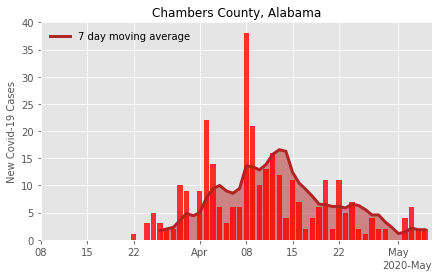 Chambers County, Alabama
7 day moving average
New Covid-19 Cases
40
35
30
25
20
15
10
5
0
08
15
22
Apr
08
15
22
May
2020-May